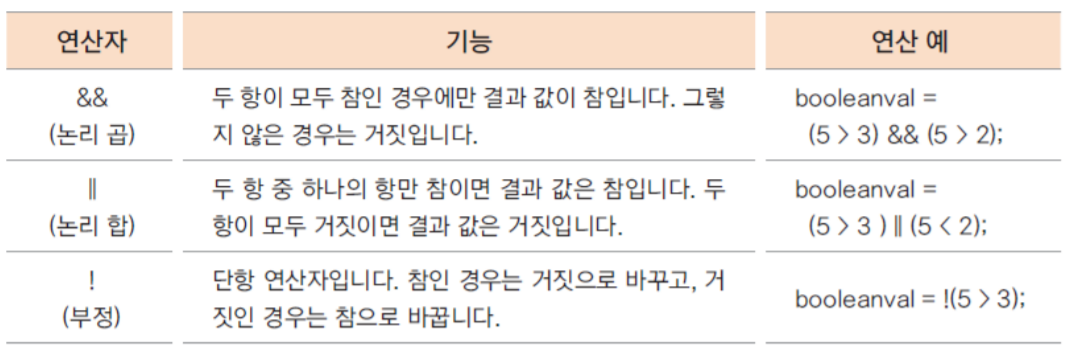 연산자 기능 연산 예
&& 두 항이 모두 참인 경우에만 결과 값이 참입니다. 그렇 booleanval =
(논리 곱) 지 않은 경우는 거짓입니다. (5 > 3) && (5 > 2);
|| 두 항 중 하나의 항만 참이면 결과 값은 참입니다. 두 booleanval =
(논리 합) 항이 모두 거짓이면 결과 값은 거짓입니다. (5 > 3 ) || (5 < 2);
! 단항 연산자입니다. 참인 경우는 거짓으로 바꾸고, 거
(부정) 짓인 경우는 참으로 바꿉니다. booleanval = !(5 > 3);